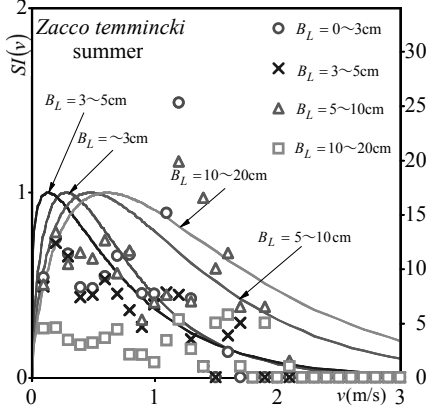 2
Zacco temmincki
summer
SI(v)
B_L = 0~3cm
B_L = 3~5cm
B_L = 5~10cm
B_L = 10~20cm
B_L = 3~5cm
B_L = ~3cm
B_L = 10~20cm
B_L = 5~10cm
1
0
30
25
20
15
10
5
0
0
1
2
3
v(m/s)